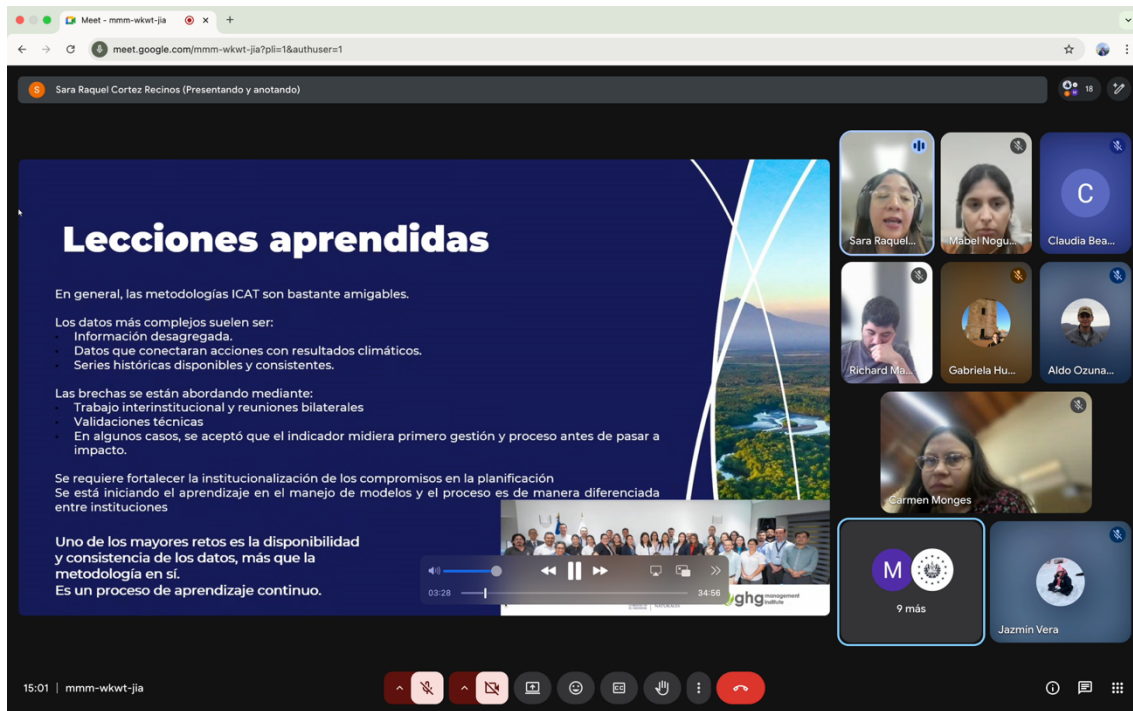 Meet - mmm-wkwt-jia
meet.google.com/mmm-wkwt-jia?pli=1&authuser=1
S
Sara Raquel Cortez Recinos (Presentando y anotando)
18
Lecciones aprendidas
En general, las metodologías ICAT son bastante amigables.
Los datos más complejos suelen ser:
Información desagregada.
Datos que conectaran acciones con resultados climáticos.
Series históricas disponibles y consistentes.
Las brechas se están abordando mediante:
Trabajo interinstitucional y reuniones bilaterales
Validaciones técnicas
En algunos casos, se aceptó que el indicador midiera primero gestión y proceso antes de pasar a
impacto.
Se requiere fortalecer la institucionalización de los compromisos en la planificación
Se está iniciando el aprendizaje en el manejo de modelos y el proceso es de manera diferenciada
entre instituciones
Uno de los mayores retos es la disponibilidad
y consistencia de los datos, más que la
metodología en sí.
Es un proceso de aprendizaje continuo.
03:28
34:56
ghg management
institute
Sara Raquel...
Mabel Nogu...
C
Claudia Bea...
Richard Ma...
Gabriela Hu...
Aldo Ozuna...
Carmen Monges
M
9 más
Jazmín Vera
15:01 | mmm-wkwt-jia
CC